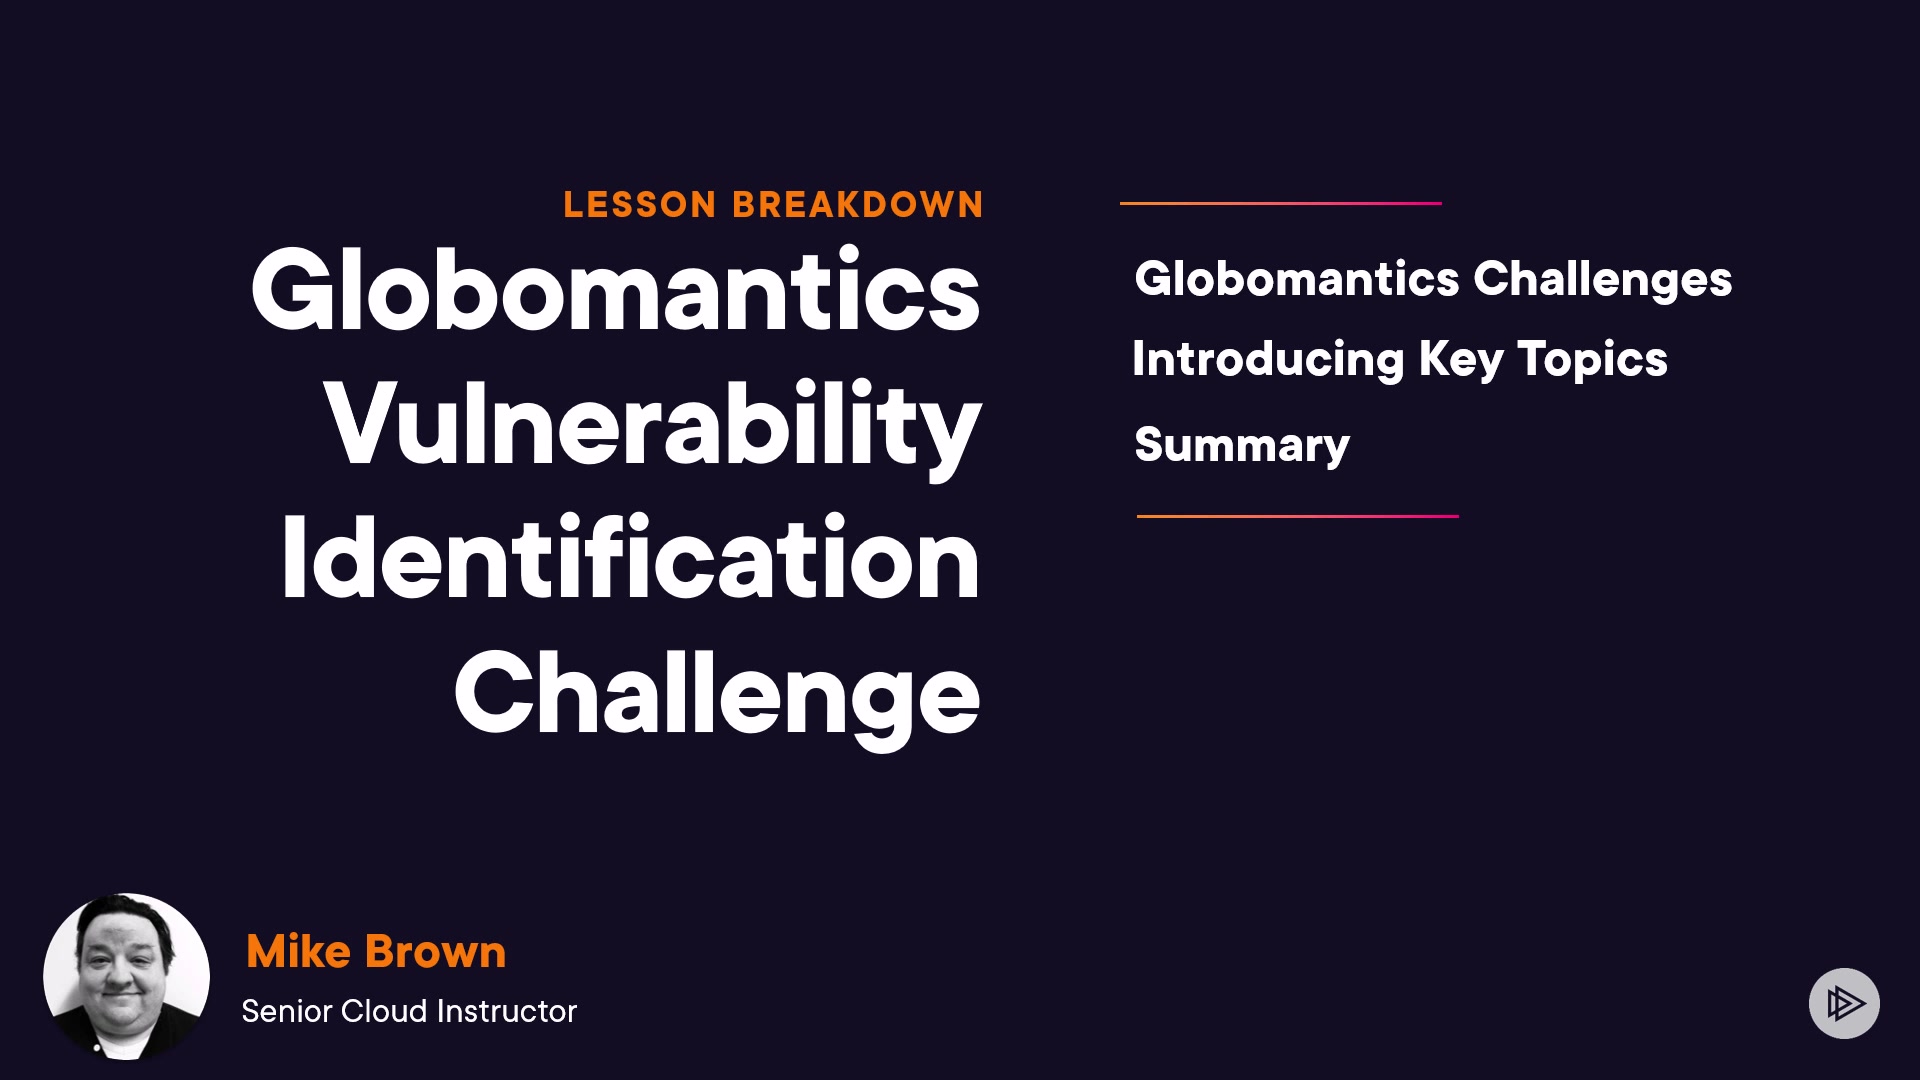 LESSON BREAKDOWN
Globomantics
Vulnerability
Identification
Challenge
Globomantics Challenges
Introducing Key Topics
Summary
Mike Brown
Senior Cloud Instructor